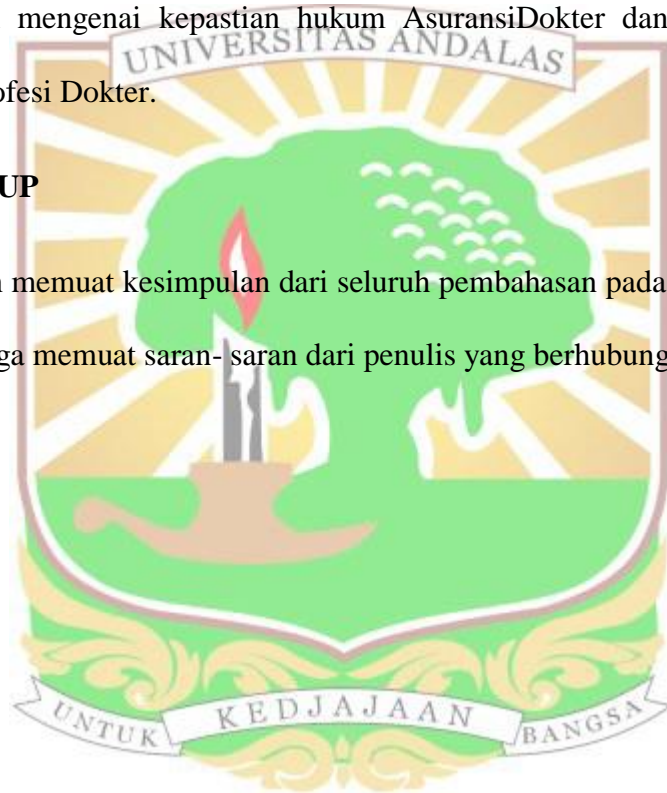 mengenai kepastian hukum AsuransiDokter dan
UNIVERSITAS ANDALAS
ofesi Dokter.
UP
n memuat kesimpulan dari seluruh pembahasan pada
ga memuat saran- saran dari penulis yang berhubung
UNTUK KEDJAJAAN BANGSA